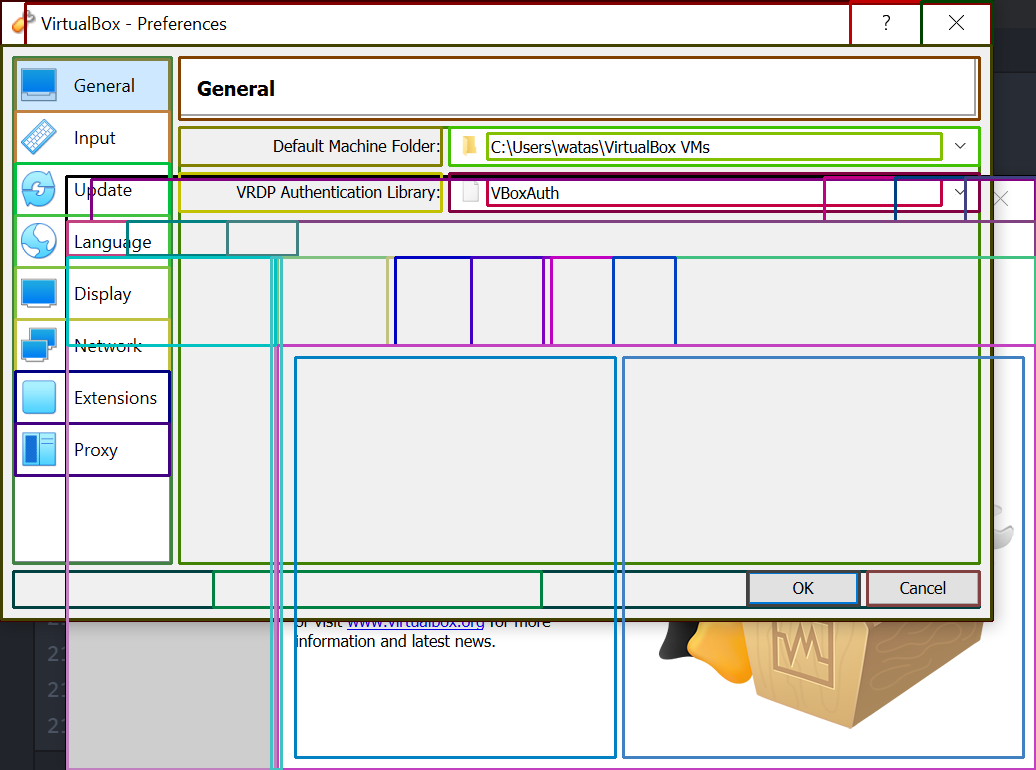 VirtualBox - Preferences
?
General
General
Input
Default Machine Folder:
C:\Users\watas\VirtualBox VMs
Update
VRDP Authentication Library:
VBoxAuth
Language
Display
Network
Extensions
Proxy
OK
Cancel
or visit www.virtualbox.org for more
information and latest news.
21
21
21